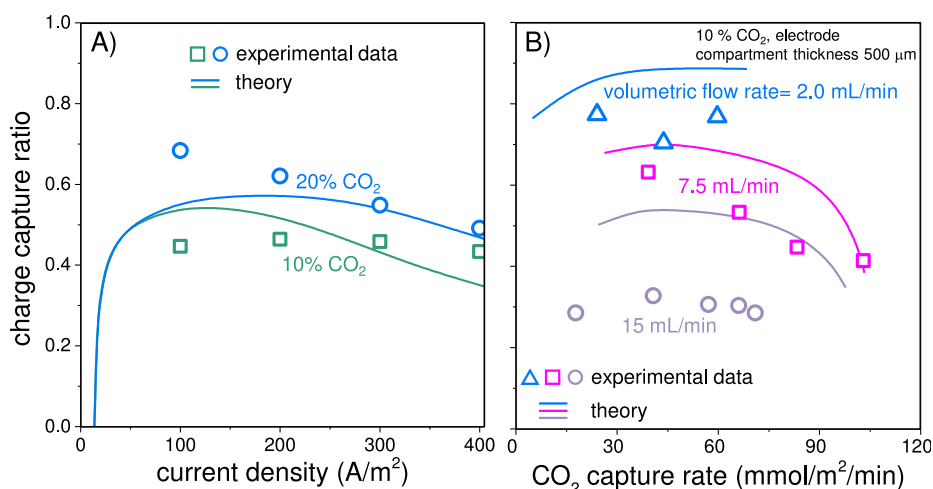 A)
experimental data
theory
20% CO2
10% CO2
charge capture ratio
1.0
0.8
0.6
0.4
0.2
0.0
0
100
200
300
400
current density (A/m²)
B)
10 % CO₂, electrode
compartment thickness 500 μm
volumetric flow rate= 2.0 mL/min
7.5 mL/min
15 mL/min
experimental data
theory
0
30
60
90
120
CO₂ capture rate (mmol/m²/min)